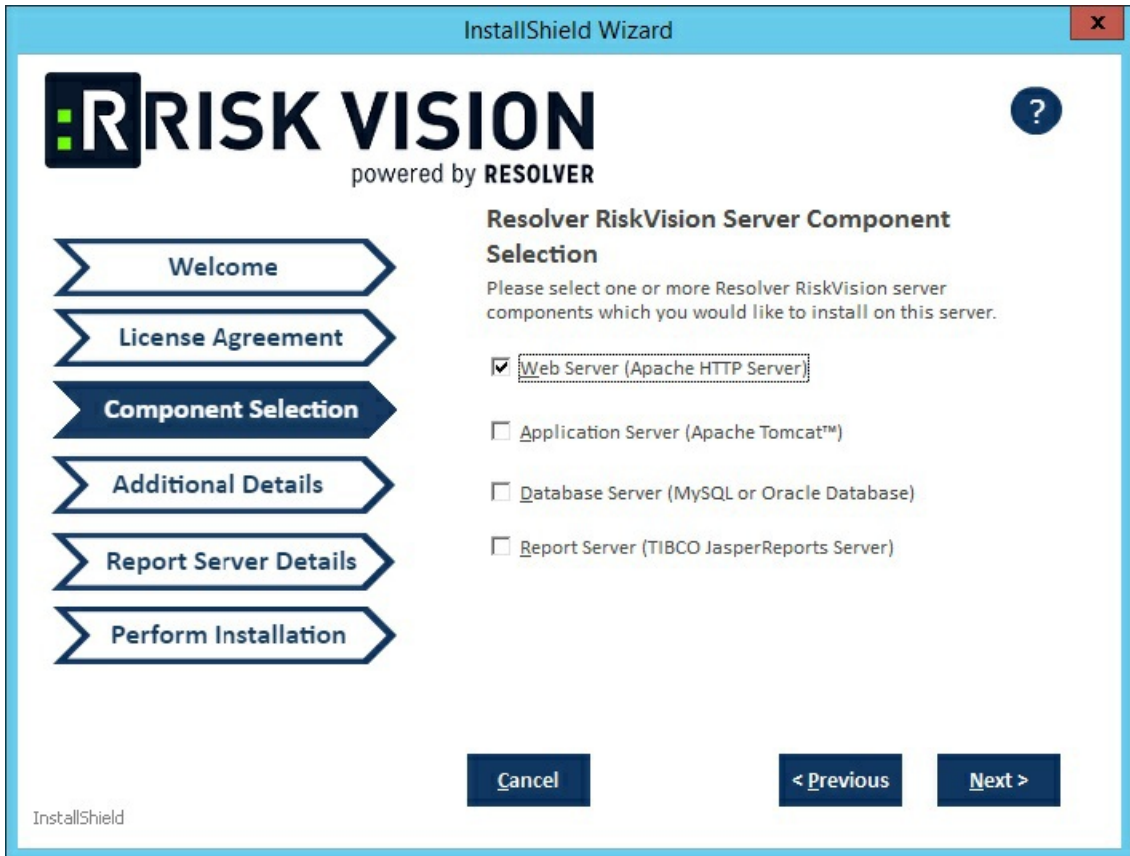 InstallShield Wizard
x
:R RISK VISION
powered by RESOLVER
?
Welcome
License Agreement
Component Selection
Additional Details
Report Server Details
Perform Installation
Resolver RiskVision Server Component
Selection
Please select one or more Resolver RiskVision server
components which you would like to install on this server.
Web Server (Apache HTTP Server)
Application Server (Apache Tomcat™)
Database Server (MySQL or Oracle Database)
Report Server (TIBCO JasperReports Server)
Cancel
< Previous
Next >
InstallShield